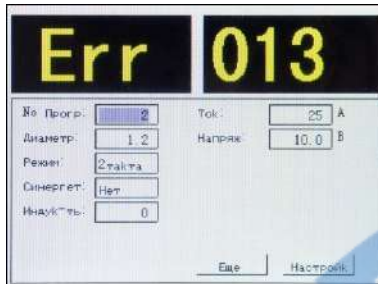 Err 013
No Прогр: 2 Ток: 25 A
Диаметр: 1.2 Напряж 10.0 В
Режим: 2такта
Синергет: Нет
Индук-ть: 0
Еще Настройк